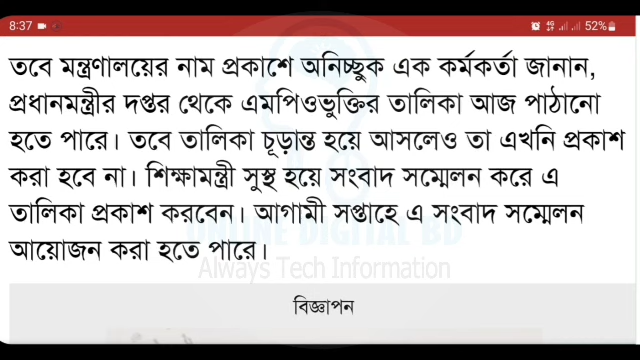 8:37
4G
52%
তবে মন্ত্রণালয়ের নাম প্রকাশে অনিচ্ছুক এক কর্মকর্তা জানান,
প্রধানমন্ত্রীর দপ্তর থেকে এমপিওভুক্তির তালিকা আজ পাঠানো
হতে পারে। তবে তালিকা চূড়ান্ত হয়ে আসলেও তা এখনি প্রকাশ
করা হবে না। শিক্ষামন্ত্রী সুস্থ হয়ে সংবাদ সম্মেলন করে এ
তালিকা প্রকাশ করবেন। আগামী সপ্তাহে এ সংবাদ সম্মেলন
ONLINE DIGITAL BD
আয়োজন করা হতে পারে।
Always Tech Information
বিজ্ঞাপন